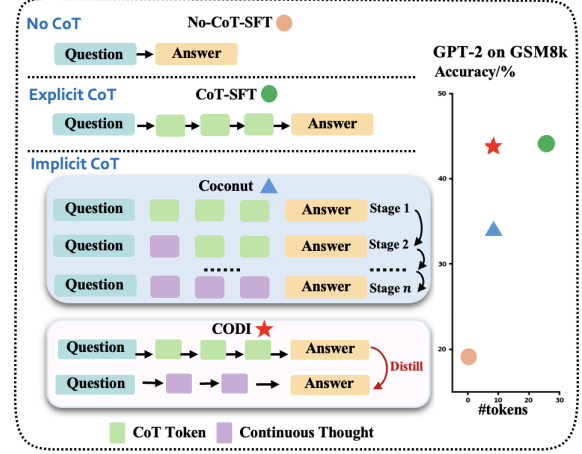 No CoT
No-CoT-SFT
Question
Answer
Explicit CoT
CoT-SFT
Question
Answer
Implicit CoT
Coconut
Question
Answer
Stage 1
Question
Answer
Stage 2
......
......
Question
Answer
Stage n
CODI
Question
Answer
Distill
Question
Answer
CoT Token
Continuous Thought
GPT-2 on GSM8k
Accuracy/%
50
40
30
20
0
10
20
30
#tokens